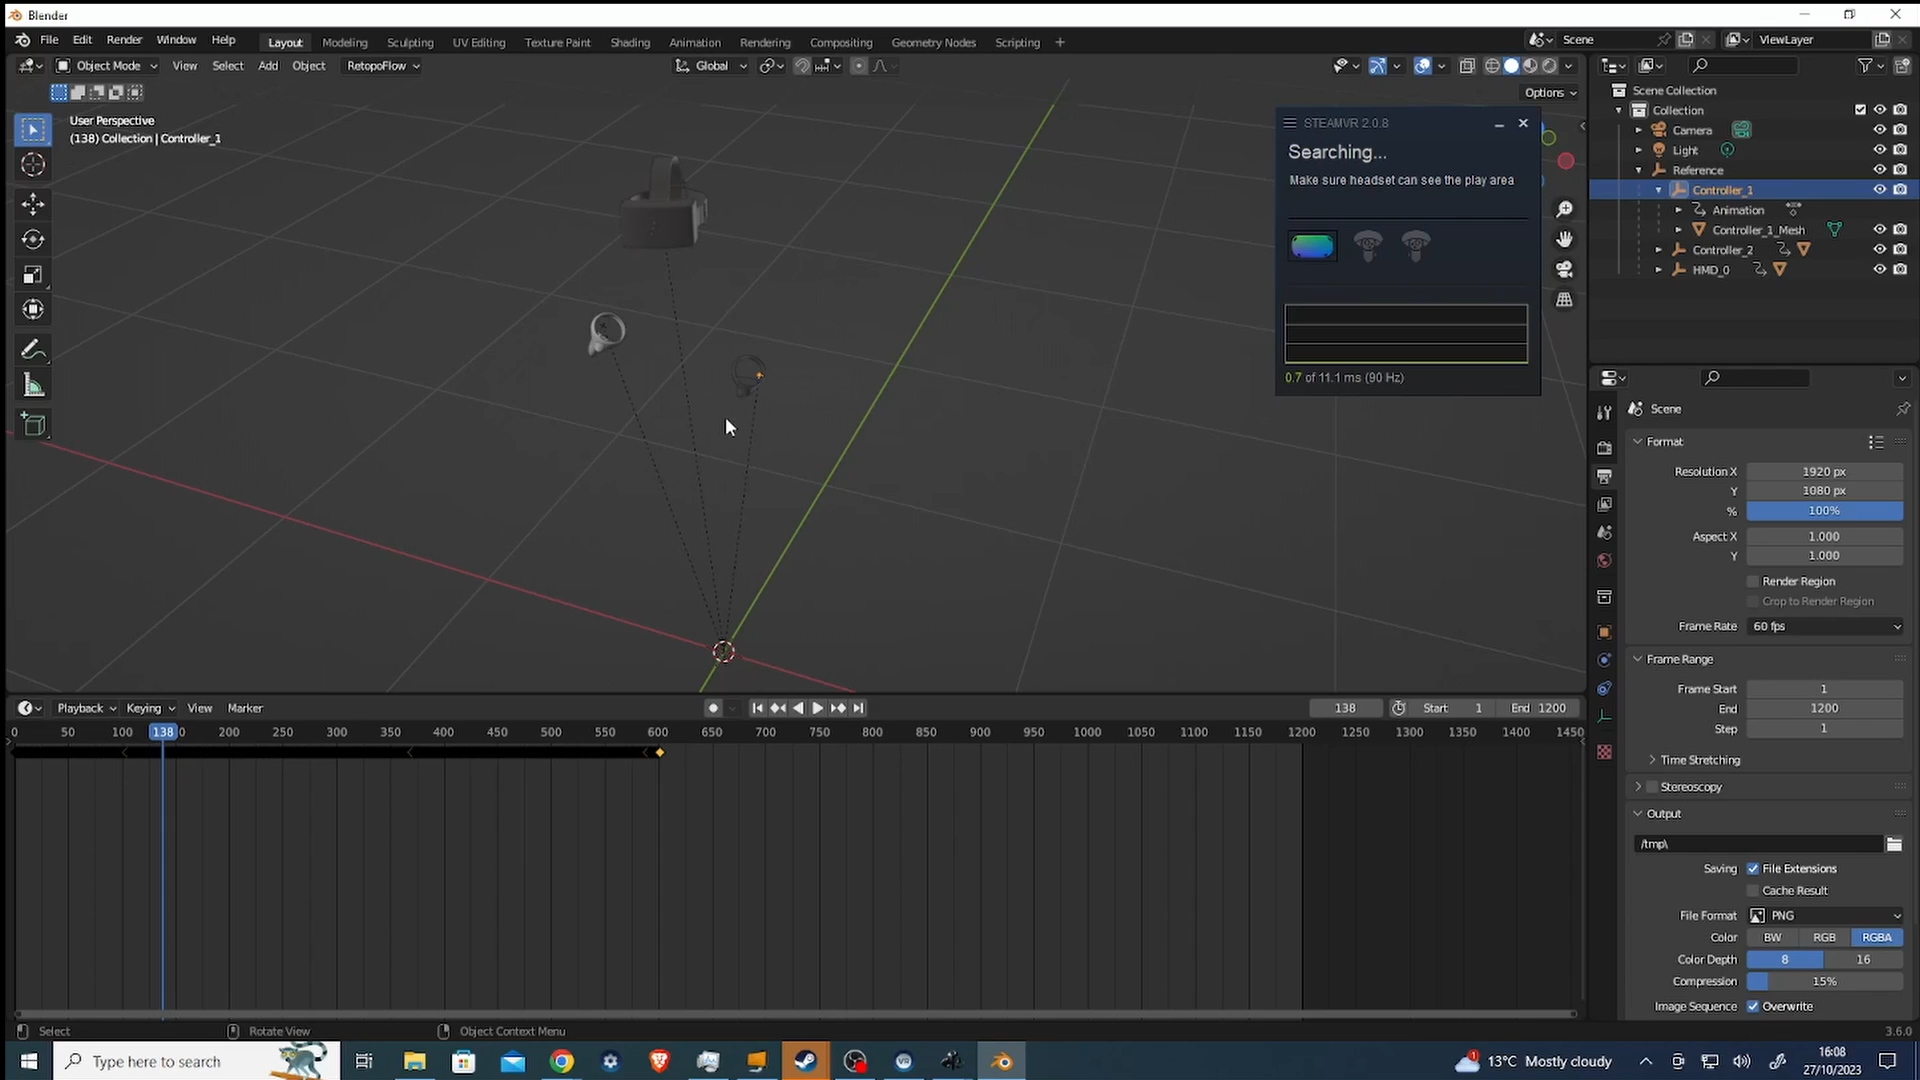 Blender
File Edit Render Window Help
Layout Modeling Sculpting UV Editing Texture Paint Shading Animation Rendering Compositing Geometry Nodes Scripting +
Scene
ViewLayer
Object Mode View Select Add Object RetopoFlow
Global
Options
User Perspective
(138) Collection | Controller_1
STEAMVR 2.0.8
Searching...
Make sure headset can see the play area
0.7 of 11.1 ms (90 Hz)
Scene Collection
Collection
Camera
Light
Reference
Controller_1
Animation
Controller_1_Mesh
Controller_2
HMD_0
Scene
Format
Resolution X 1920 px
Y 1080 px
% 100%
Aspect X 1.000
Y 1.000
Render Region
Crop to Render Region
Frame Rate 60 fps
Frame Range
Frame Start 1
End 1200
Step 1
Time Stretching
Stereoscopy
Output
/tmp\
Saving File Extensions
Cache Result
File Format PNG
Color BW RGB RGBA
Color Depth 8 16
Compression 15%
Image Sequence Overwrite
Playback Keying View Marker
138 Start 1 End 1200
0 50 100 138 0 200 250 300 350 400 450 500 550 600 650 700 750 800 850 900 950 1000 1050 1100 1150 1200 1250 1300 1350 1400 1450
Select Rotate View Object Context Menu 3.6.0
Type here to search
1 13°C Mostly cloudy
16:08
27/10/2023